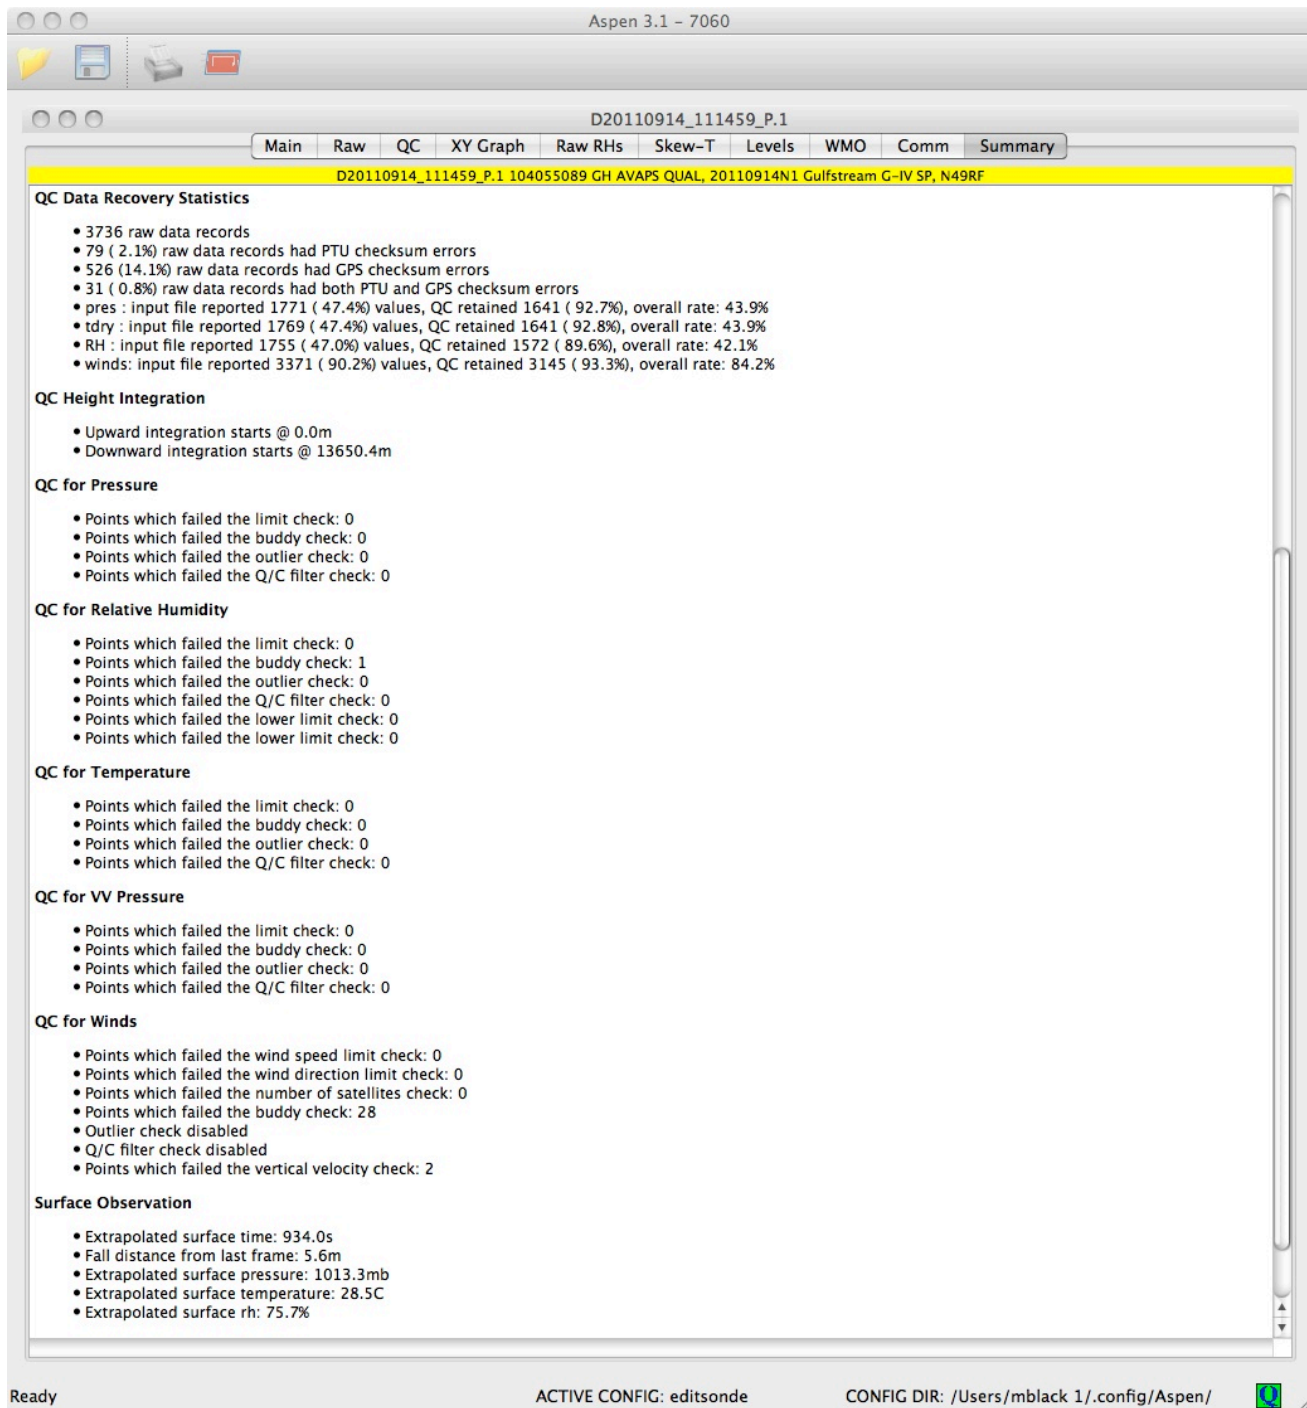 Aspen 3.1 – 7060
D20110914_111459_P.1
Main Raw QC XY Graph Raw RHs Skew-T Levels WMO Comm Summary
D20110914_111459_P.1 104055089 GH AVAPS QUAL, 20110914N1 Gulfstream G-IV SP, N49RF
QC Data Recovery Statistics
• 3736 raw data records
• 79 ( 2.1%) raw data records had PTU checksum errors
• 526 (14.1%) raw data records had GPS checksum errors
• 31 ( 0.8%) raw data records had both PTU and GPS checksum errors
• pres : input file reported 1771 ( 47.4%) values, QC retained 1641 ( 92.7%), overall rate: 43.9%
• tdry : input file reported 1769 ( 47.4%) values, QC retained 1641 ( 92.8%), overall rate: 43.9%
• RH : input file reported 1755 ( 47.0%) values, QC retained 1572 ( 89.6%), overall rate: 42.1%
• winds: input file reported 3371 ( 90.2%) values, QC retained 3145 ( 93.3%), overall rate: 84.2%
QC Height Integration
• Upward integration starts @ 0.0m
• Downward integration starts @ 13650.4m
QC for Pressure
• Points which failed the limit check: 0
• Points which failed the buddy check: 0
• Points which failed the outlier check: 0
• Points which failed the Q/C filter check: 0
QC for Relative Humidity
• Points which failed the limit check: 0
• Points which failed the buddy check: 1
• Points which failed the outlier check: 0
• Points which failed the Q/C filter check: 0
• Points which failed the lower limit check: 0
• Points which failed the lower limit check: 0
QC for Temperature
• Points which failed the limit check: 0
• Points which failed the buddy check: 0
• Points which failed the outlier check: 0
• Points which failed the Q/C filter check: 0
QC for VV Pressure
• Points which failed the limit check: 0
• Points which failed the buddy check: 0
• Points which failed the outlier check: 0
• Points which failed the Q/C filter check: 0
QC for Winds
• Points which failed the wind speed limit check: 0
• Points which failed the wind direction limit check: 0
• Points which failed the number of satellites check: 0
• Points which failed the buddy check: 28
• Outlier check disabled
• Q/C filter check disabled
• Points which failed the vertical velocity check: 2
Surface Observation
• Extrapolated surface time: 934.0s
• Fall distance from last frame: 5.6m
• Extrapolated surface pressure: 1013.3mb
• Extrapolated surface temperature: 28.5C
• Extrapolated surface rh: 75.7%
Ready ACTIVE CONFIG: editsonde CONFIG DIR: /Users/mblack 1/.config/Aspen/ Q